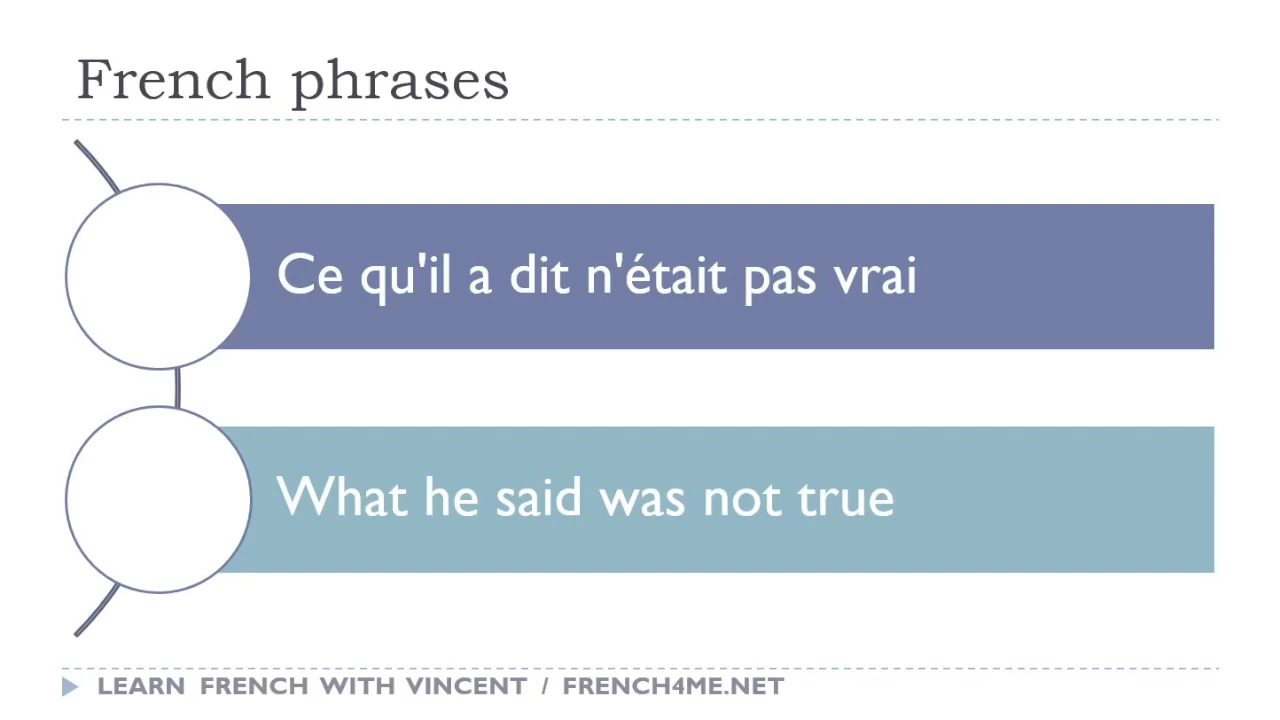 French phrases
Ce qu'il a dit n'était pas vrai
What he said was not true
LEARN FRENCH WITH VINCENT / FRENCH4ME.NET